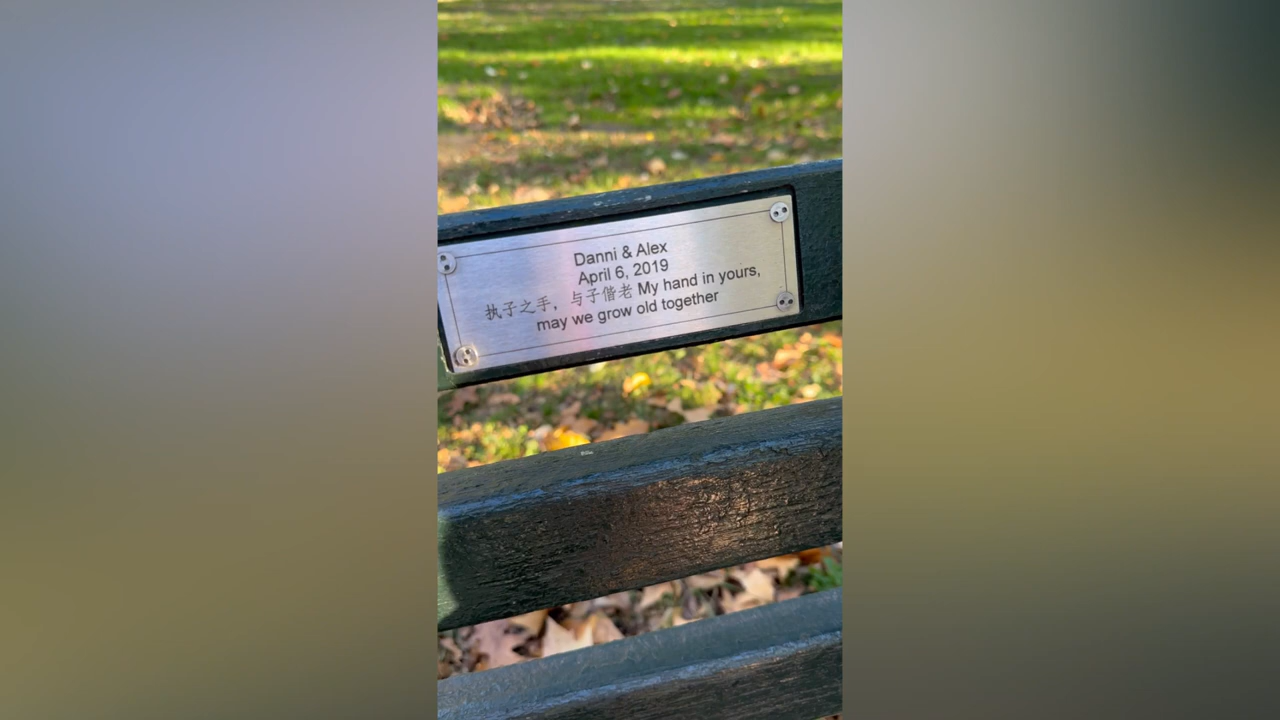 Danni & Alex
April 6, 2019
执子之手，与子偕老 My hand in yours,
may we grow old together